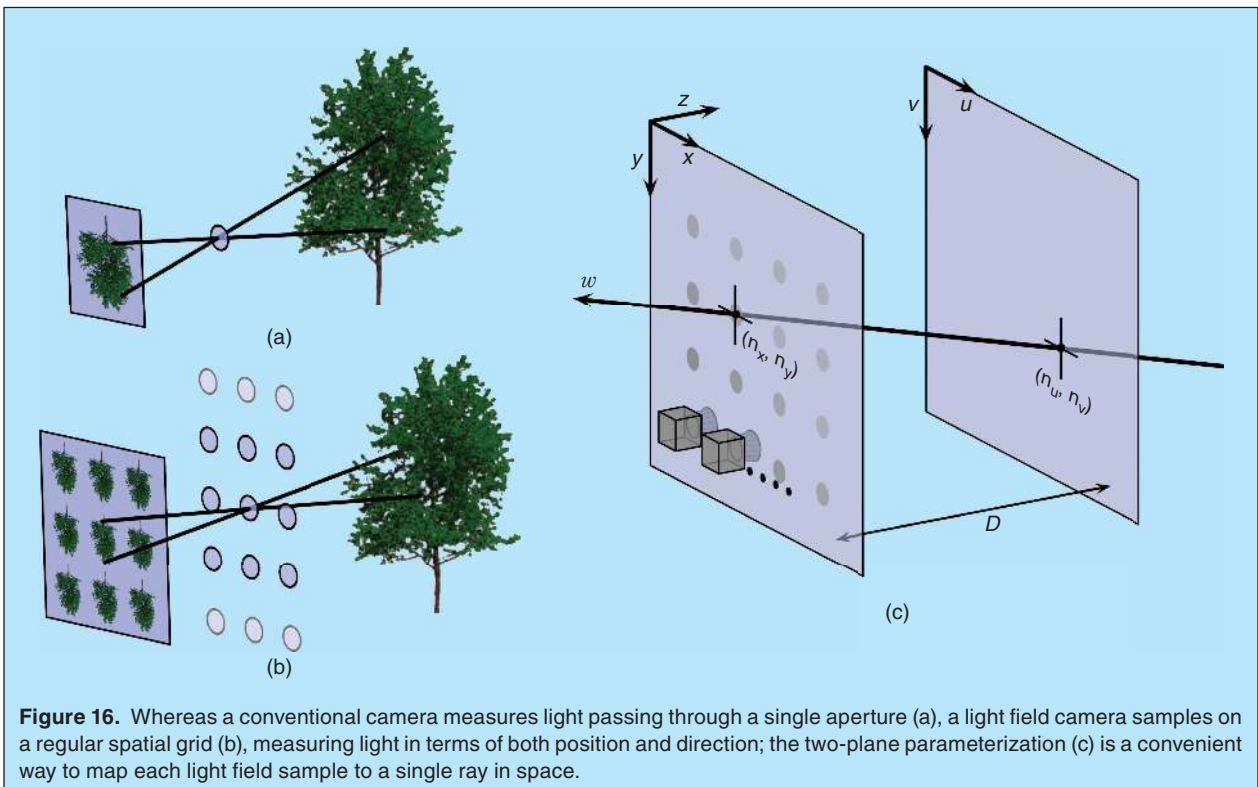 (a)
(b)
z
x
y
w
(n_x, n_y)
v
u
(n_u, n_v)
D
(c)
Figure 16. Whereas a conventional camera measures light passing through a single aperture (a), a light field camera samples on
a regular spatial grid (b), measuring light in terms of both position and direction; the two-plane parameterization (c) is a convenient
way to map each light field sample to a single ray in space.